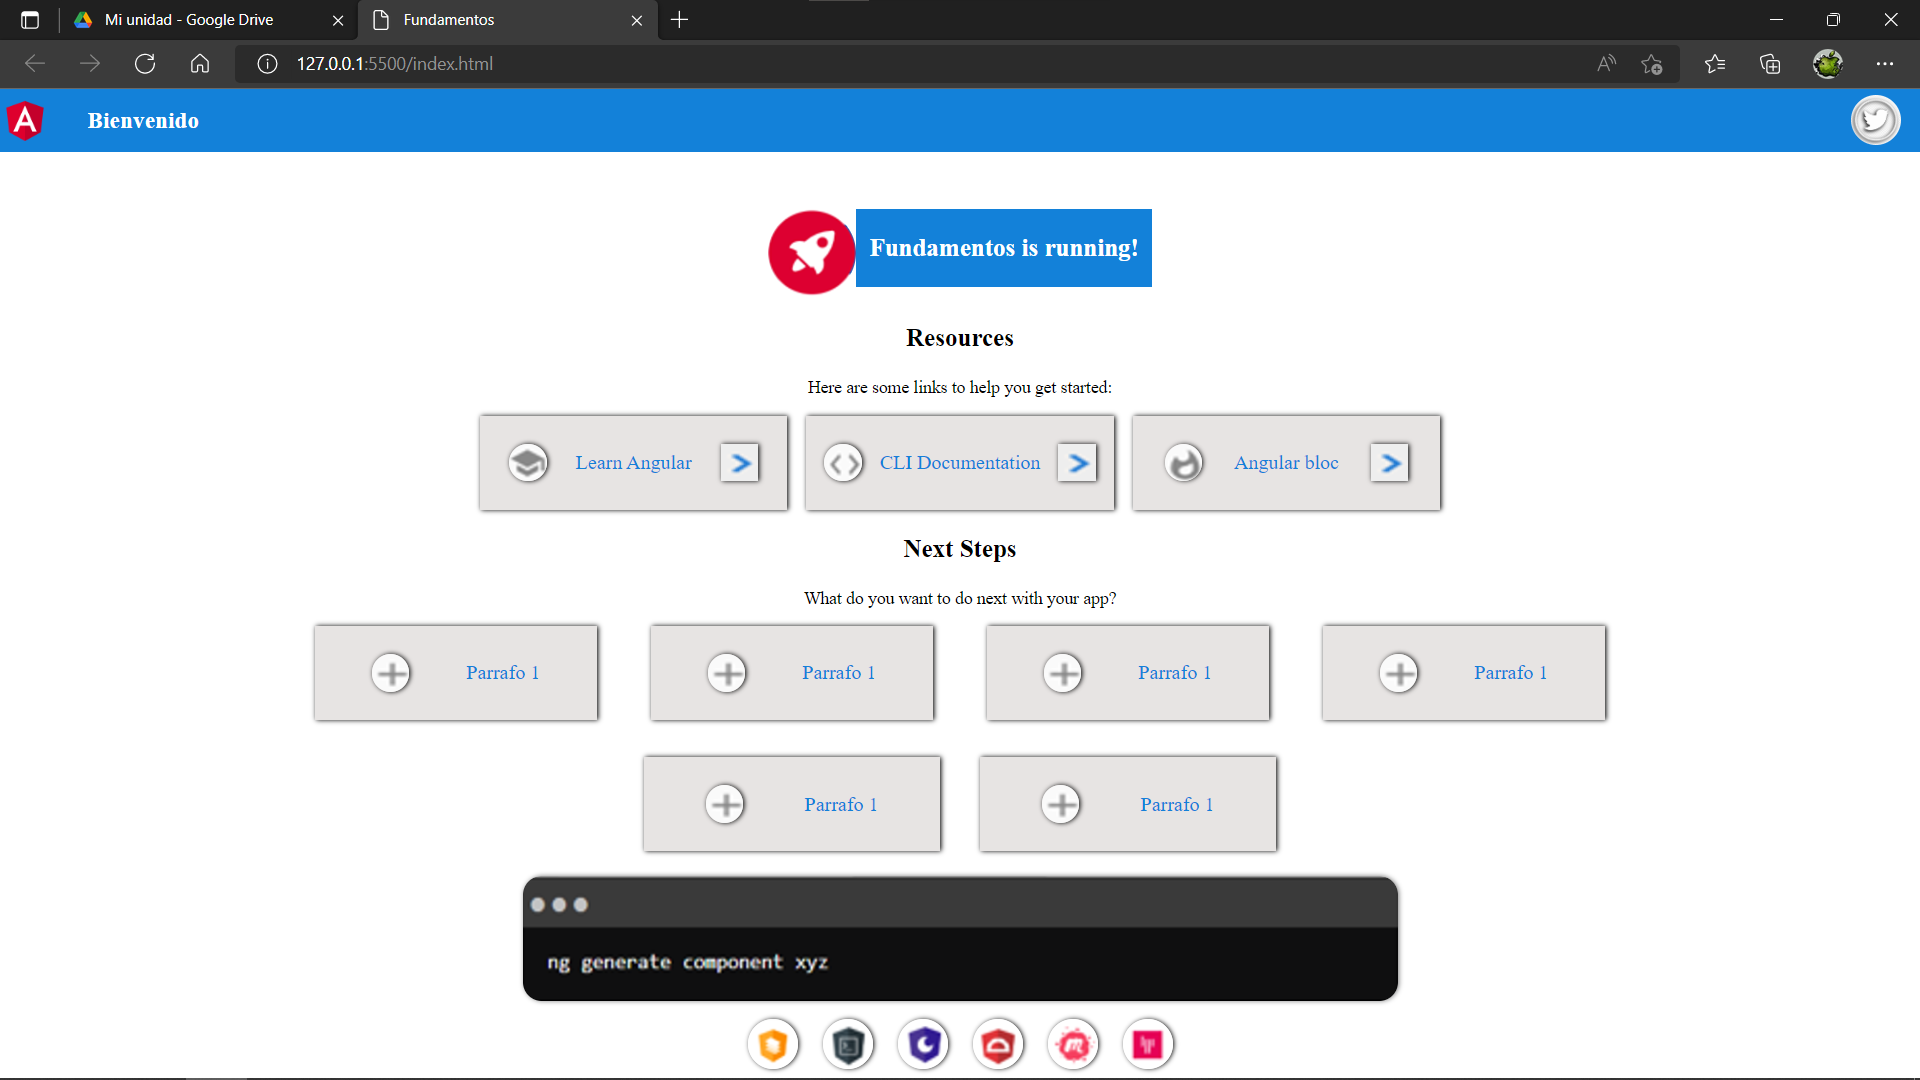 Mi unidad - Google Drive
Fundamentos
127.0.0.1:5500/index.html
Bienvenido
Fundamentos is running!
Resources
Here are some links to help you get started:
Learn Angular
CLI Documentation
Angular bloc
Next Steps
What do you want to do next with your app?
Parrafo 1
Parrafo 1
Parrafo 1
Parrafo 1
Parrafo 1
Parrafo 1
ng generate component xyz